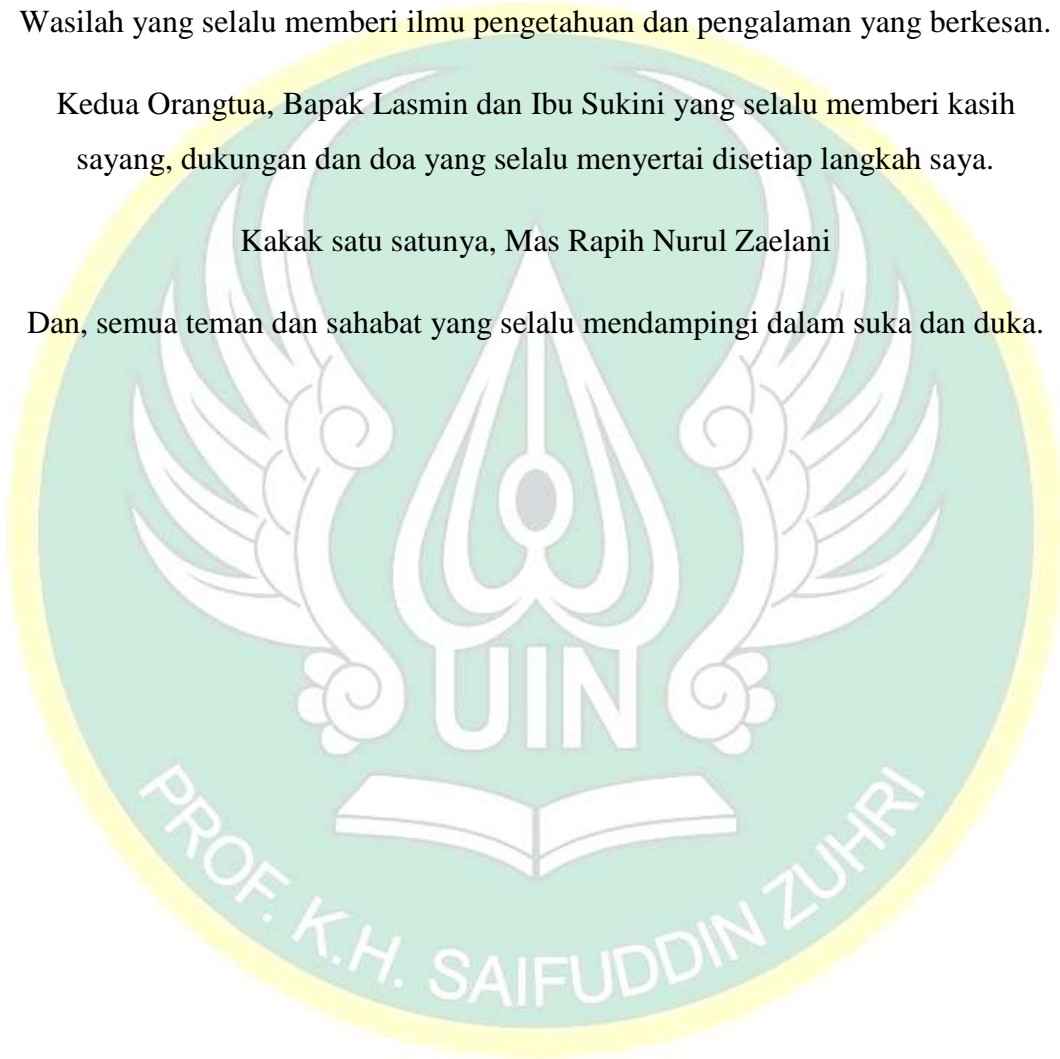 Wasilah yang selalu memberi ilmu pengetahuan dan pengalaman yang berkesan.
Kedua Orangtua, Bapak Lasmin dan Ibu Sukini yang selalu memberi kasih
sayang, dukungan dan doa yang selalu menyertai disetiap langkah saya.
Kakak satu satunya, Mas Rapih Nurul Zaelani
Dan, semua teman dan sahabat yang selalu mendampingi dalam suka dan duka.
UIN
PROF. K.H. SAIFUDDIN ZUHRI